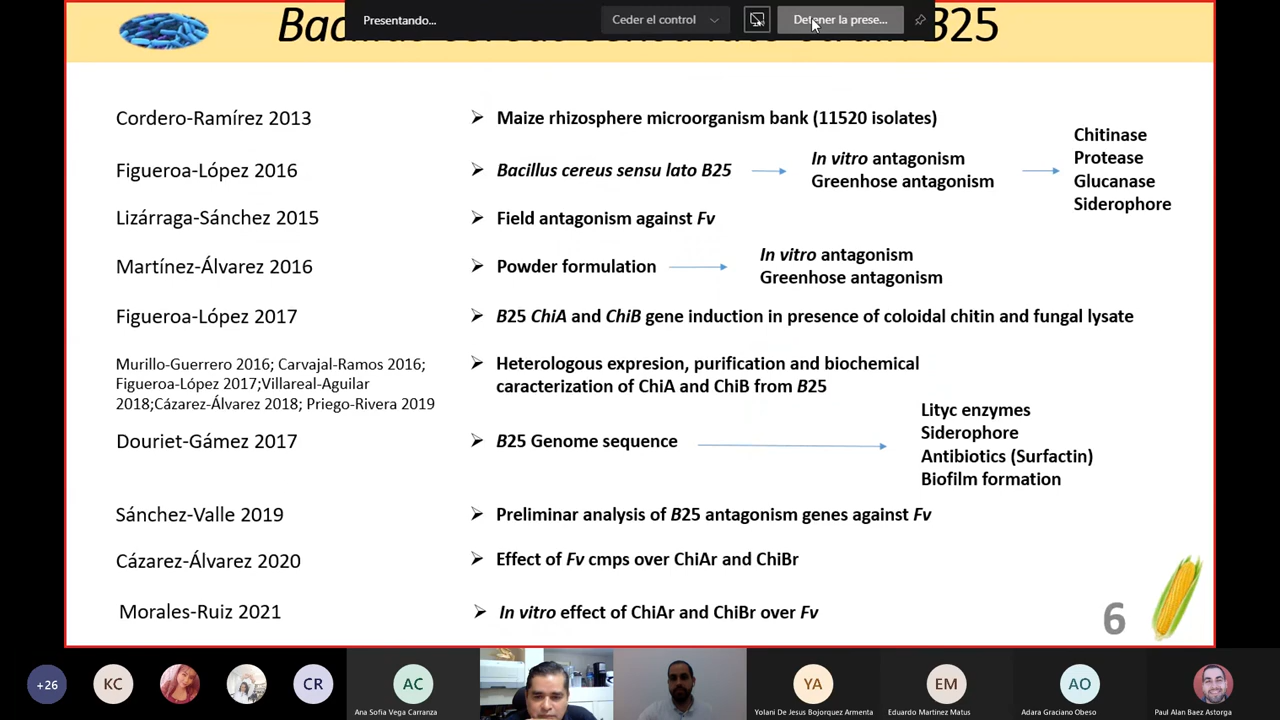 Presentando...
Ceder el control
Detener la prese...
B25
Cordero-Ramírez 2013
➢ Maize rhizosphere microorganism bank (11520 isolates)
Figueroa-López 2016
➢ Bacillus cereus sensu lato B25
In vitro antagonism
Greenhose antagonism
Chitinase
Protease
Glucanase
Siderophore
Lizárraga-Sánchez 2015
➢ Field antagonism against Fv
Martínez-Álvarez 2016
➢ Powder formulation
In vitro antagonism
Greenhose antagonism
Figueroa-López 2017
➢ B25 ChiA and ChiB gene induction in presence of coloidal chitin and fungal lysate
Murillo-Guerrero 2016; Carvajal-Ramos 2016;
Figueroa-López 2017;Villareal-Aguilar
2018;Cázarez-Álvarez 2018; Priego-Rivera 2019
➢ Heterologous expresion, purification and biochemical
caracterization of ChiA and ChiB from B25
Douriet-Gámez 2017
➢ B25 Genome sequence
Lityc enzymes
Siderophore
Antibiotics (Surfactin)
Biofilm formation
Sánchez-Valle 2019
➢ Preliminar analysis of B25 antagonism genes against Fv
Cázarez-Álvarez 2020
➢ Effect of Fv cmps over ChiAr and ChiBr
Morales-Ruiz 2021
➢ In vitro effect of ChiAr and ChiBr over Fv
6
+26
KC
CR
AC
Ana Sofia Vega Carranza
YA
Yolani De Jesus Bojorquez Armenta
EM
Eduardo Martinez Matus
AO
Adara Graciano Obeso
Paul Alan Baez Astorga